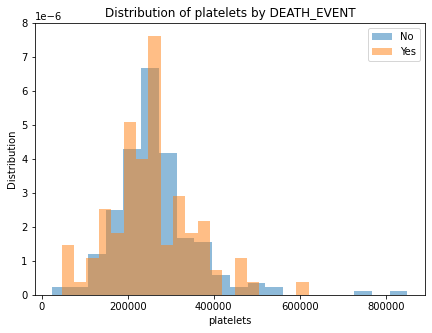 Distribution of platelets by DEATH_EVENT
1e−6
8
7
6
5
4
3
2
1
0
Distribution
No
Yes
0 200000 400000 600000 800000
platelets